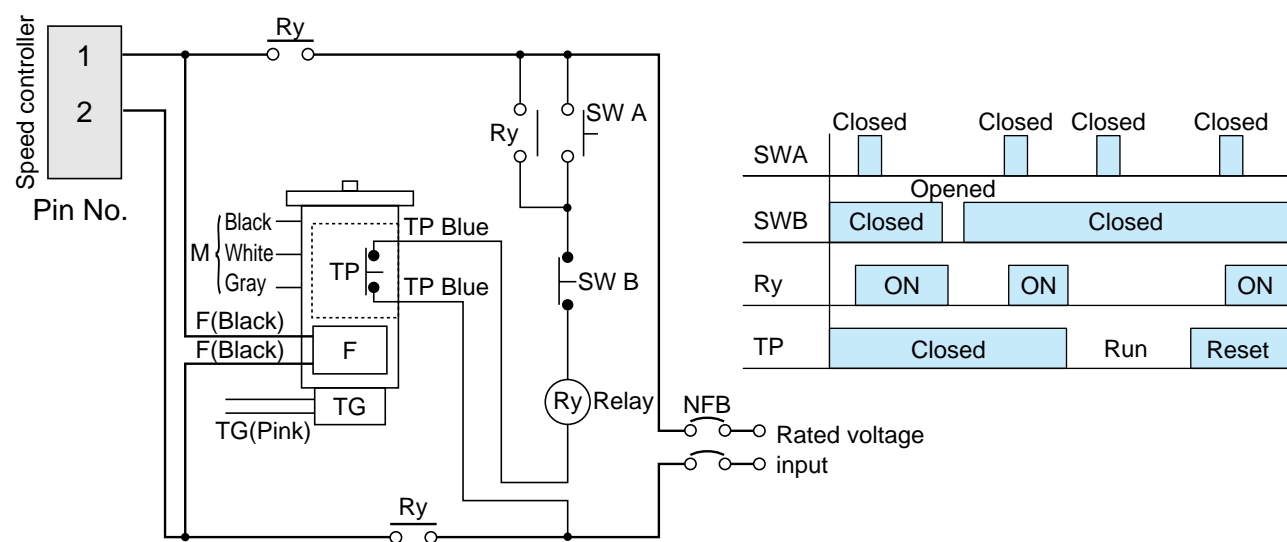 Speed controller
1
2
Pin No.
Ry
Ry
SW A
M
Black
White
Gray
TP
TP Blue
TP Blue
SW B
F(Black)
F(Black)
F
TG
TG(Pink)
Ry Relay
NFB
Rated voltage
input
Ry
Closed Closed Closed Closed
SWA
Opened
SWB Closed Closed
Ry ON ON ON
TP Closed Run Reset